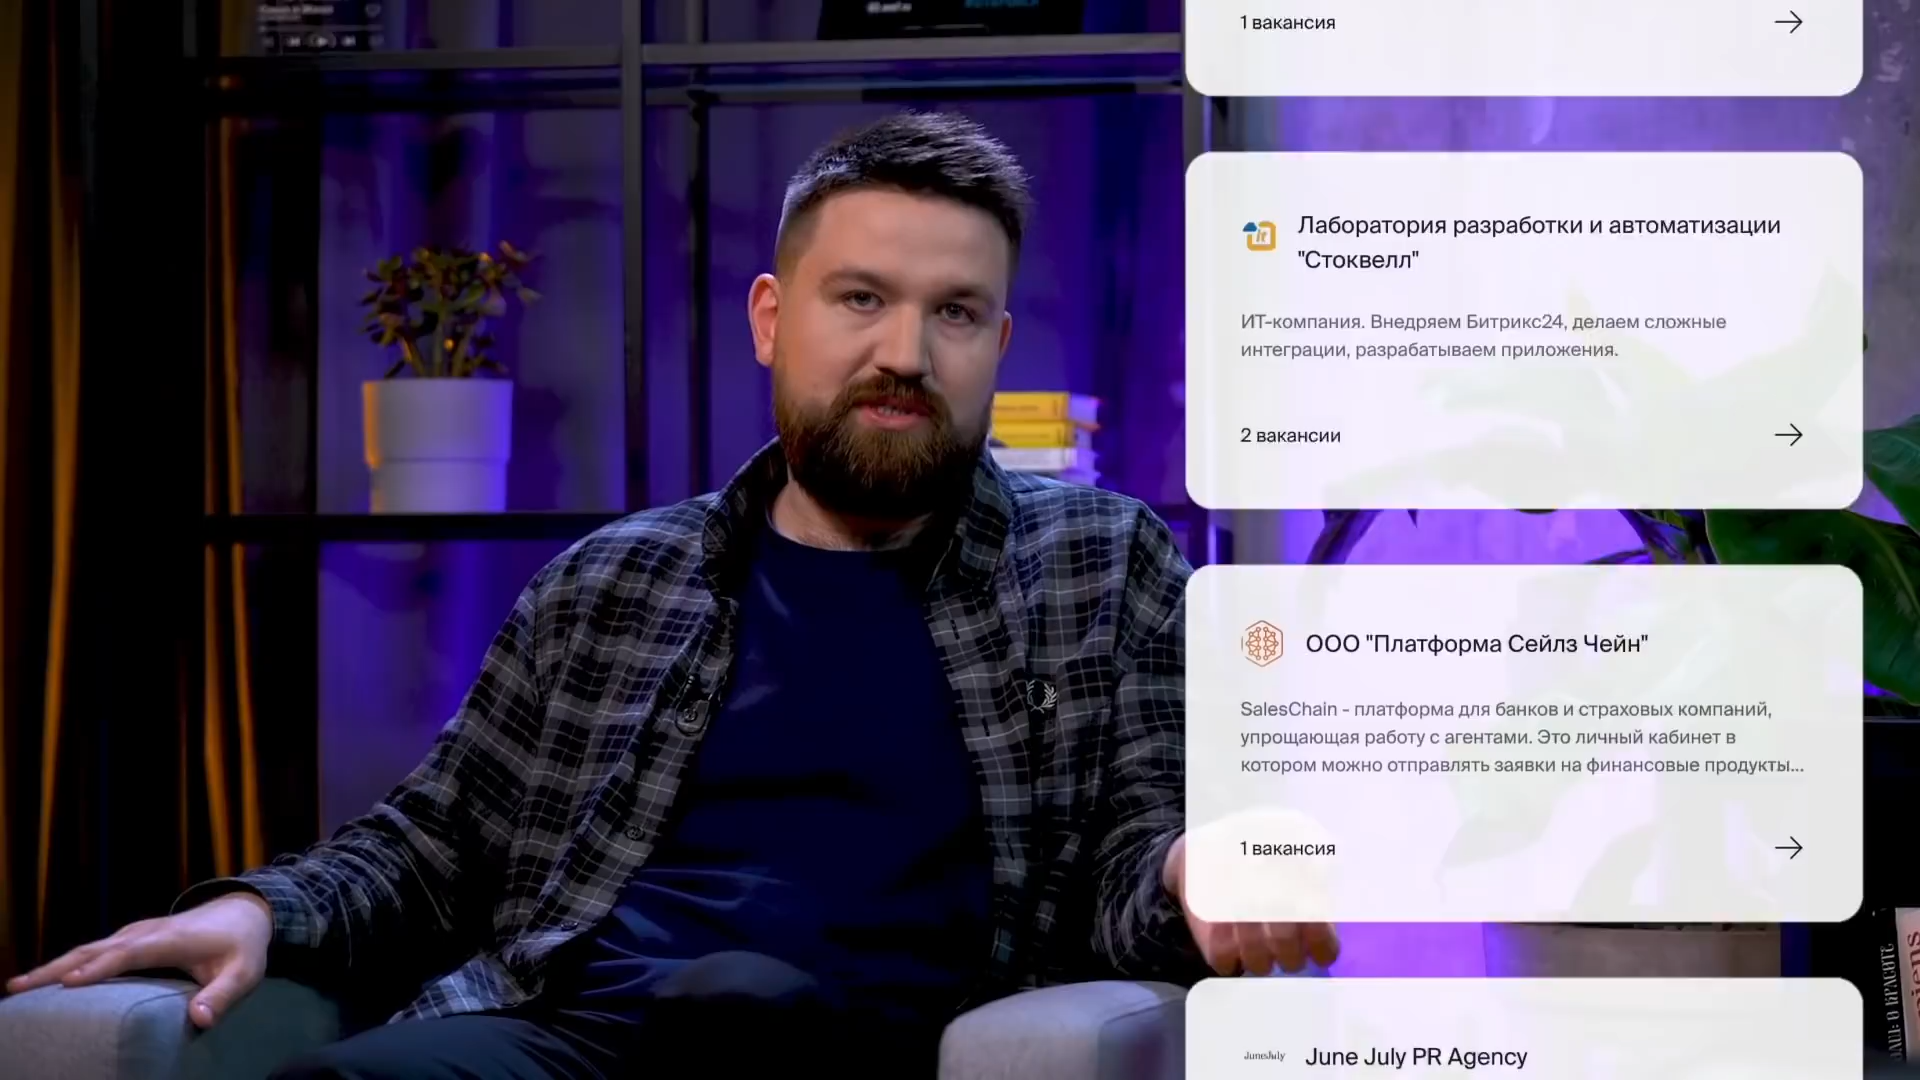 1 вакансия
Лаборатория разработки и автоматизации
"Стоквелл"
ИТ-компания. Внедряем Битрикс24, делаем сложные
интеграции, разрабатываем приложения.
2 вакансии
ООО "Платформа Сейлз Чейн"
SalesChain - платформа для банков и страховых компаний,
упрощающая работу с агентами. Это личный кабинет в
котором можно отправлять заявки на финансовые продукты...
1 вакансия
JuneJuly
June July PR Agency